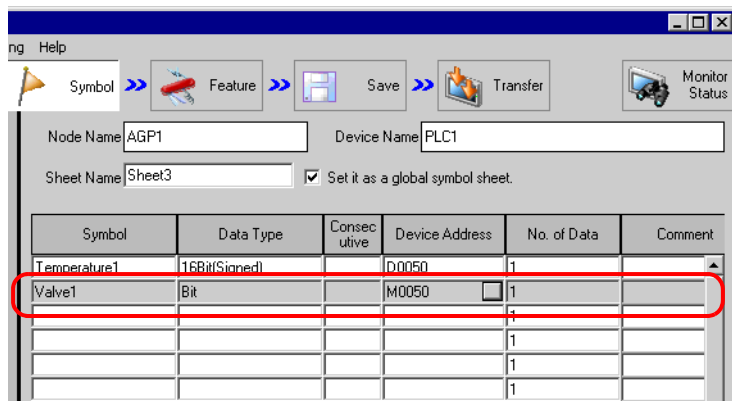 ng Help
Symbol Feature Save Transfer Monitor Status
Node Name AGP1 Device Name PLC1
Sheet Name Sheet3 Set it as a global symbol sheet.
Symbol Data Type Consecutive Device Address No. of Data Comment
Temperature1 16Bit(Signed) D0050 1
Valve1 Bit M0050 1
1
1
1
1